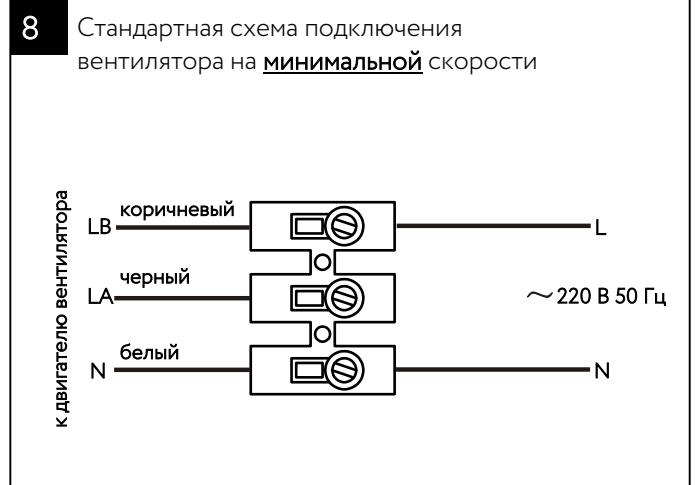 8
Стандартная схема подключения
вентилятора на минимальной скорости
к двигателю вентилятора
LB коричневый L
LA черный ~ 220 В 50 Гц
N белый N